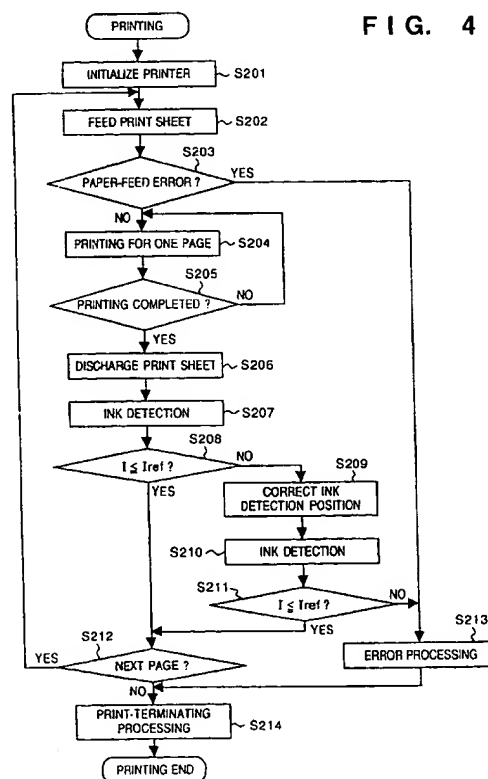 FIG. 4
PRINTING
INITIALIZE PRINTER
S201
FEED PRINT SHEET
S202
S203
PAPER-FEED ERROR ?
YES
NO
PRINTING FOR ONE PAGE
S204
S205
PRINTING COMPLETED ?
NO
YES
DISCHARGE PRINT SHEET
S206
INK DETECTION
S207
S208
I ≦ Iref ?
NO
YES
S209
CORRECT INK
DETECTION POSITION
S210
INK DETECTION
S211
I ≦ Iref ?
NO
YES
S212
YES
NEXT PAGE ?
NO
S213
ERROR PROCESSING
PRINT-TERMINATING
PROCESSING
S214
PRINTING END